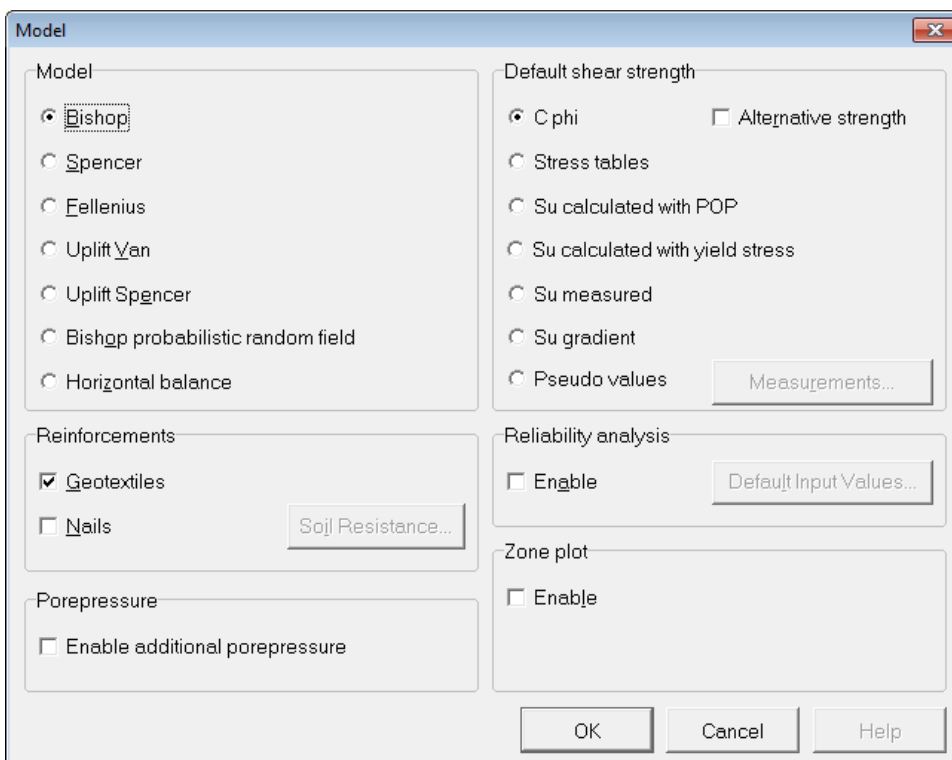 Model
Model
Bishop
Spencer
Fellenius
Uplift Van
Uplift Spencer
Bishop probabilistic random field
Horizontal balance
Default shear strength
C phi
Alternative strength
Stress tables
Su calculated with POP
Su calculated with yield stress
Su measured
Su gradient
Pseudo values
Measurements...
Reinforcements
Geotextiles
Nails
Soil Resistance...
Reliability analysis
Enable
Default Input Values...
Porepressure
Enable additional porepressure
Zone plot
Enable
OK
Cancel
Help